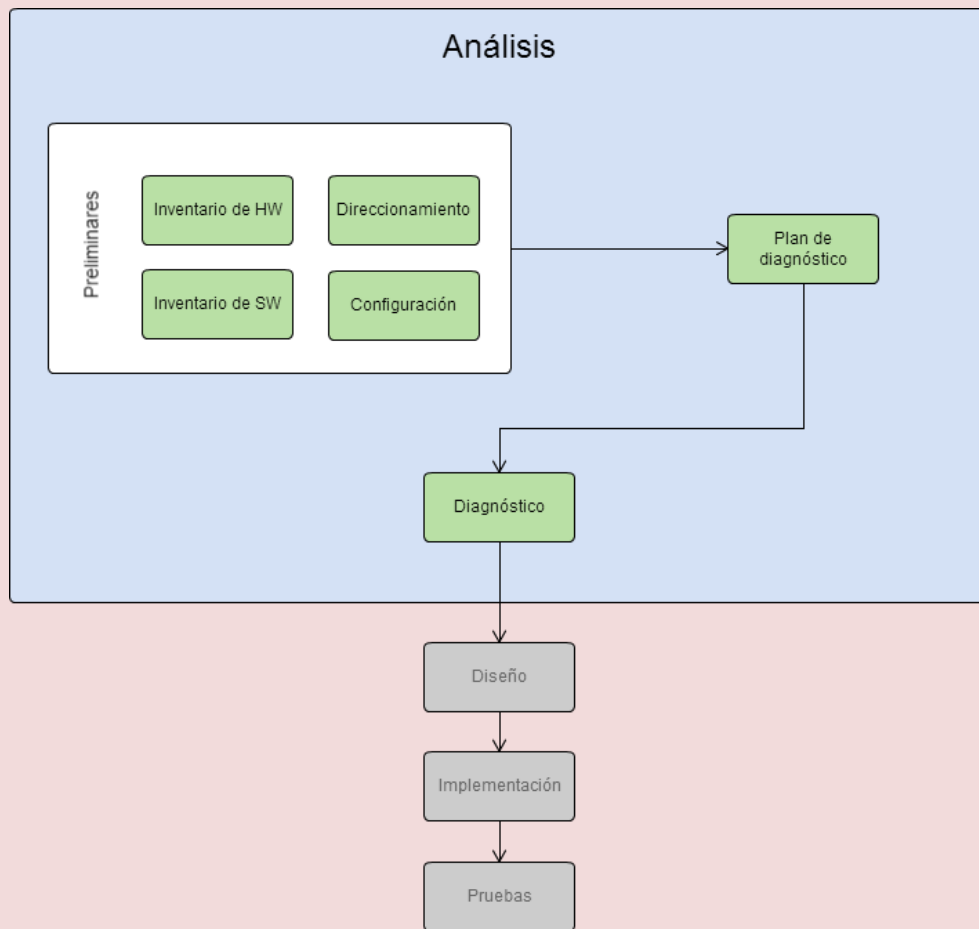 Análisis
Preliminares
Inventario de HW
Direccionamiento
Inventario de SW
Configuración
Plan de
diagnóstico
Diagnóstico
Diseño
Implementación
Pruebas